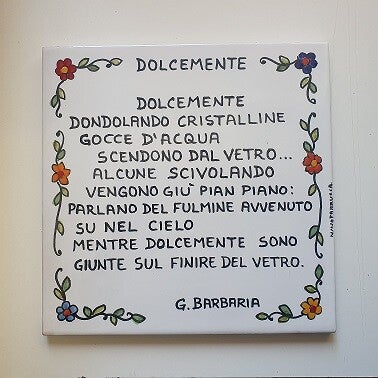 DOLCEMENTE
DOLCEMENTE
DONDOLANDO CRISTALLINE
GOCCE D'ACQUA
SCENDONO DAL VETRO...
ALCUNE SCIVOLANDO
VENGONO GIU' PIAN PIANO:
PARLANO DEL FULMINE AVVENUTO
SU NEL CIELO
MENTRE DOLCEMENTE SONO
GIUNTE SUL FINIRE DEL VETRO.
G. BARBARIA